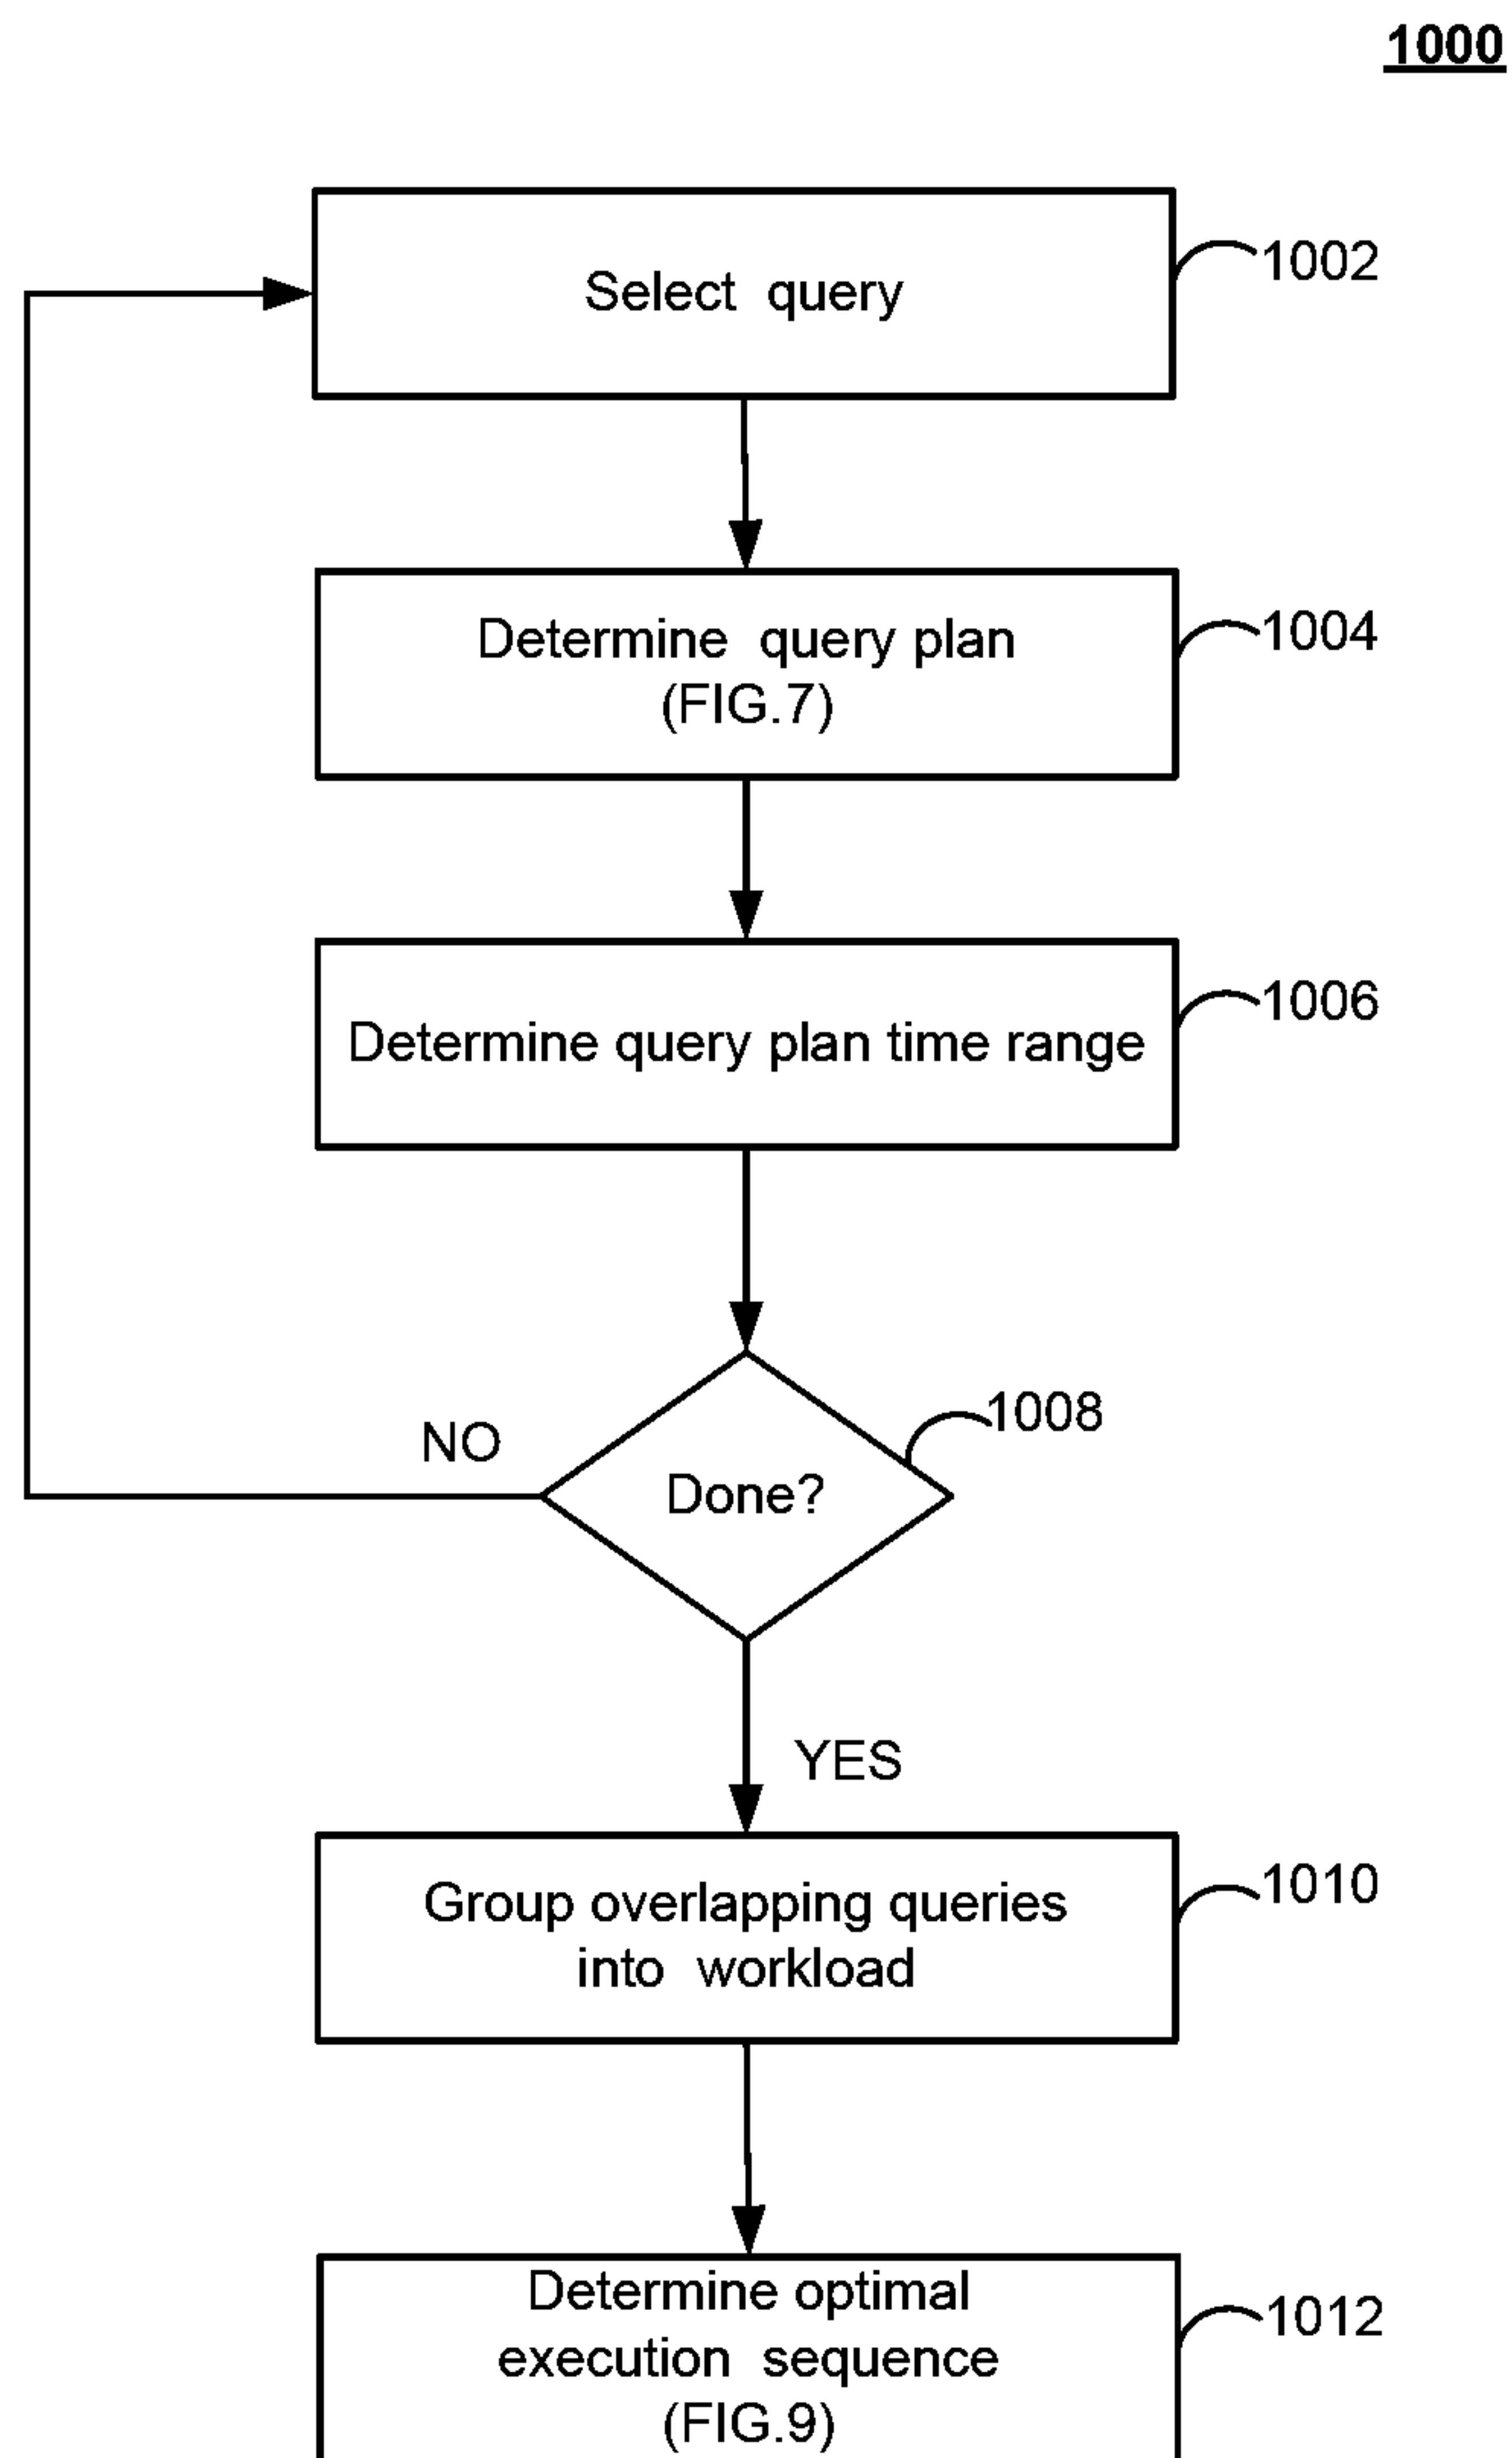 1000
Select query
1002
Determine query plan
(FIG.7)
1004
Determine query plan time range
1006
Done?
1008
NO
YES
Group overlapping queries
into workload
1010
Determine optimal
execution sequence
(FIG.9)
1012